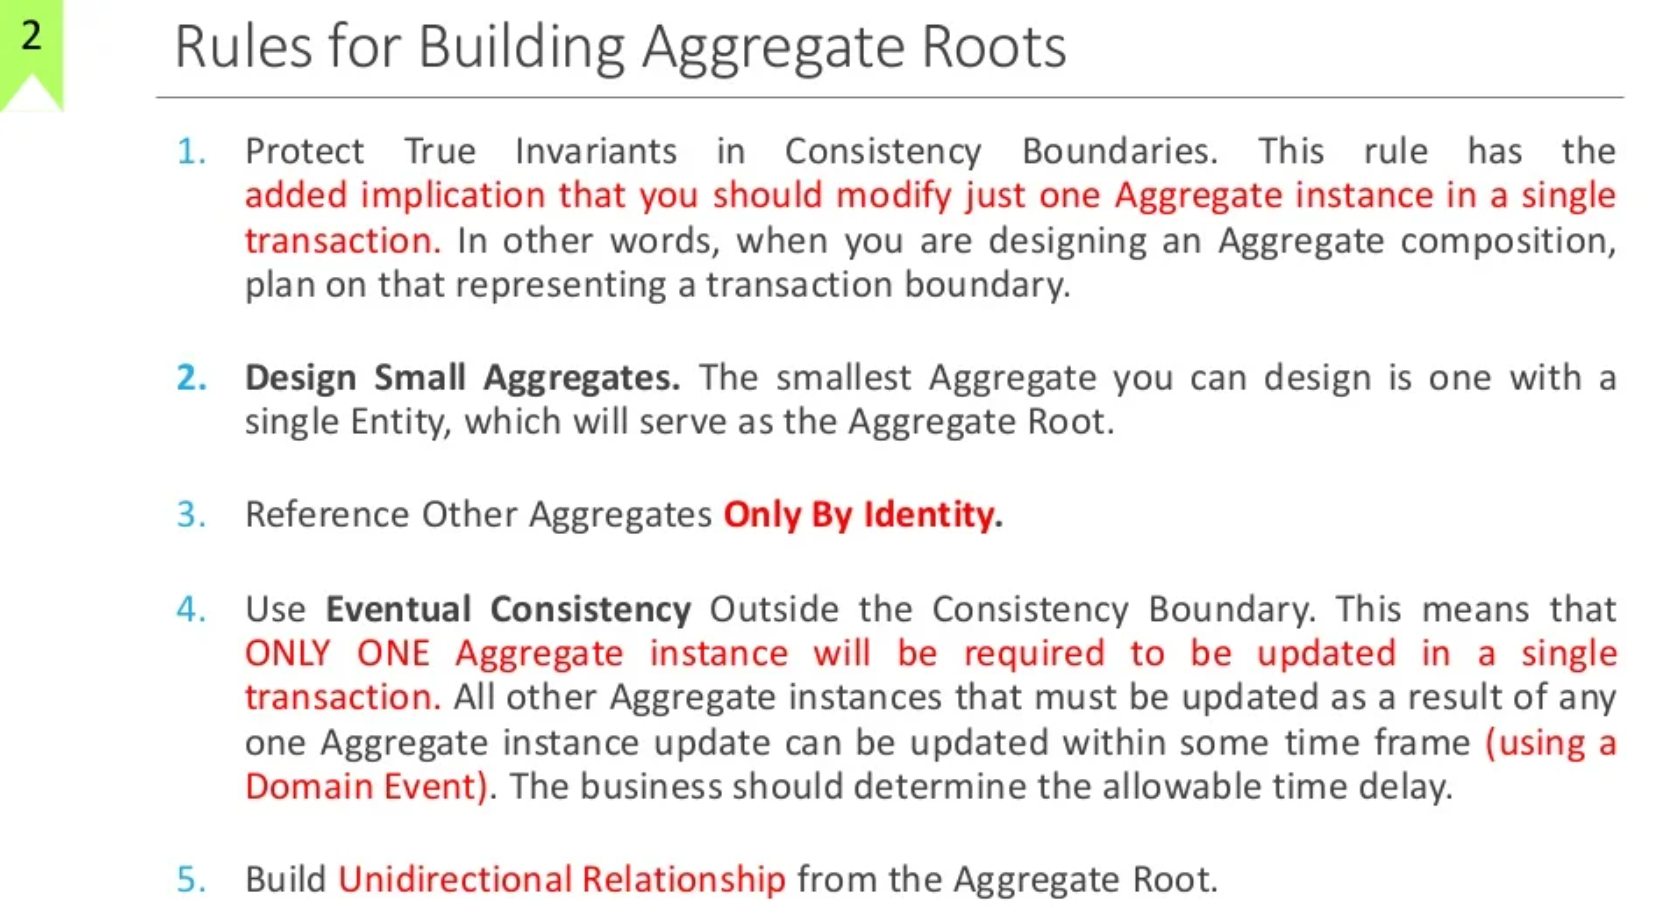 2
Rules for Building Aggregate Roots
1. Protect True Invariants in Consistency Boundaries. This rule has the
added implication that you should modify just one Aggregate instance in a single
transaction. In other words, when you are designing an Aggregate composition,
plan on that representing a transaction boundary.
2. Design Small Aggregates. The smallest Aggregate you can design is one with a
single Entity, which will serve as the Aggregate Root.
3. Reference Other Aggregates Only By Identity.
4. Use Eventual Consistency Outside the Consistency Boundary. This means that
ONLY ONE Aggregate instance will be required to be updated in a single
transaction. All other Aggregate instances that must be updated as a result of any
one Aggregate instance update can be updated within some time frame (using a
Domain Event). The business should determine the allowable time delay.
5. Build Unidirectional Relationship from the Aggregate Root.